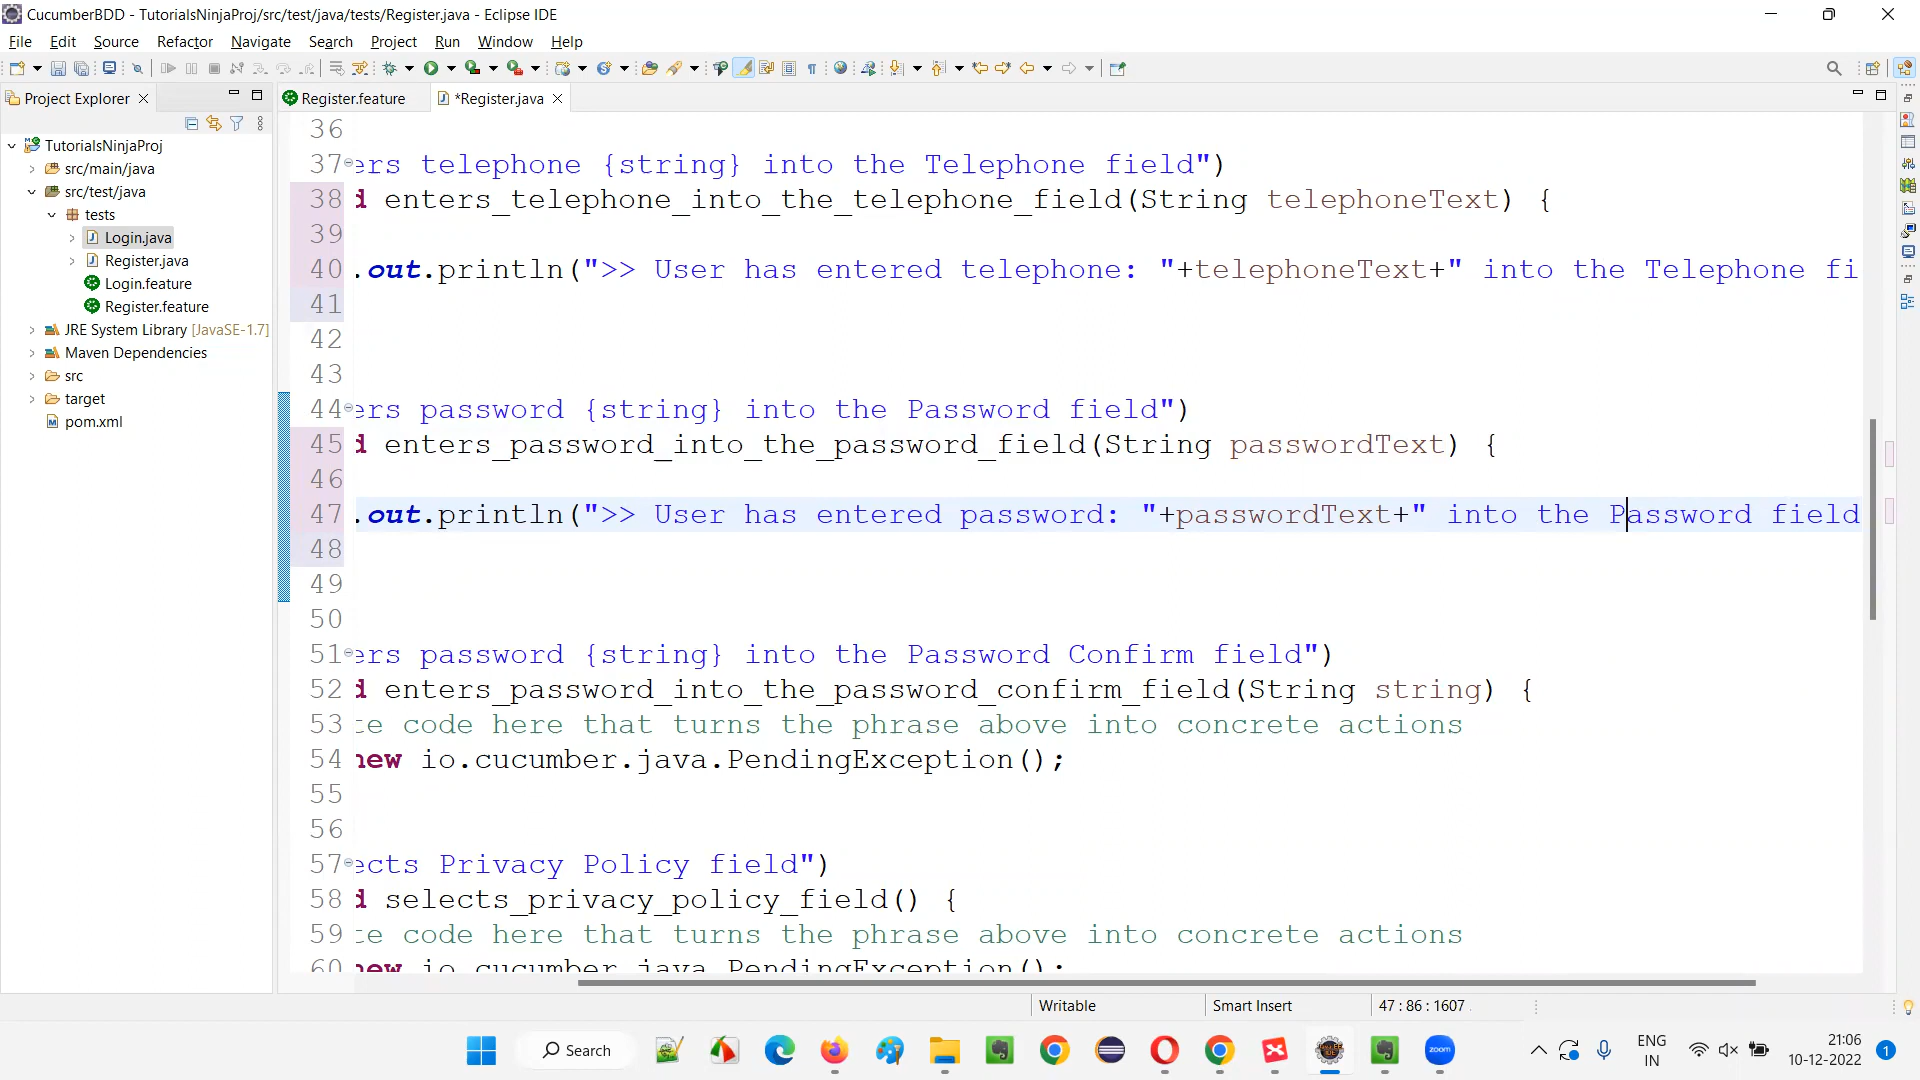 CucumberBDD - TutorialsNinjaProj/src/test/java/tests/Register.java - Eclipse IDE
File Edit Source Refactor Navigate Search Project Run Window Help
Project Explorer
Register.feature
*Register.java
TutorialsNinjaProj
src/main/java
src/test/java
tests
Login.java
Register.java
Login.feature
Register.feature
JRE System Library [JavaSE-1.7]
Maven Dependencies
src
target
pom.xml
36
37 ers telephone {string} into the Telephone field")
38 d enters_telephone_into_the_telephone_field(String telephoneText) {
39
40 .out.println(">> User has entered telephone: "+telephoneText+" into the Telephone fi
41
42
43
44 ers password {string} into the Password field")
45 d enters_password_into_the_password_field(String passwordText) {
46
47 .out.println(">> User has entered password: "+passwordText+" into the Password field
48
49
50
51 ers password {string} into the Password Confirm field")
52 d enters_password_into_the_password_confirm_field(String string) {
53 te code here that turns the phrase above into concrete actions
54 new io.cucumber.java.PendingException();
55
56
57 ects Privacy Policy field")
58 d selects_privacy_policy_field() {
59 te code here that turns the phrase above into concrete actions
60 new io.cucumber.java.PendingException();
Writable
Smart Insert
47 : 86 : 1607
Search
zoom
ENG
IN
21:06
10-12-2022
1